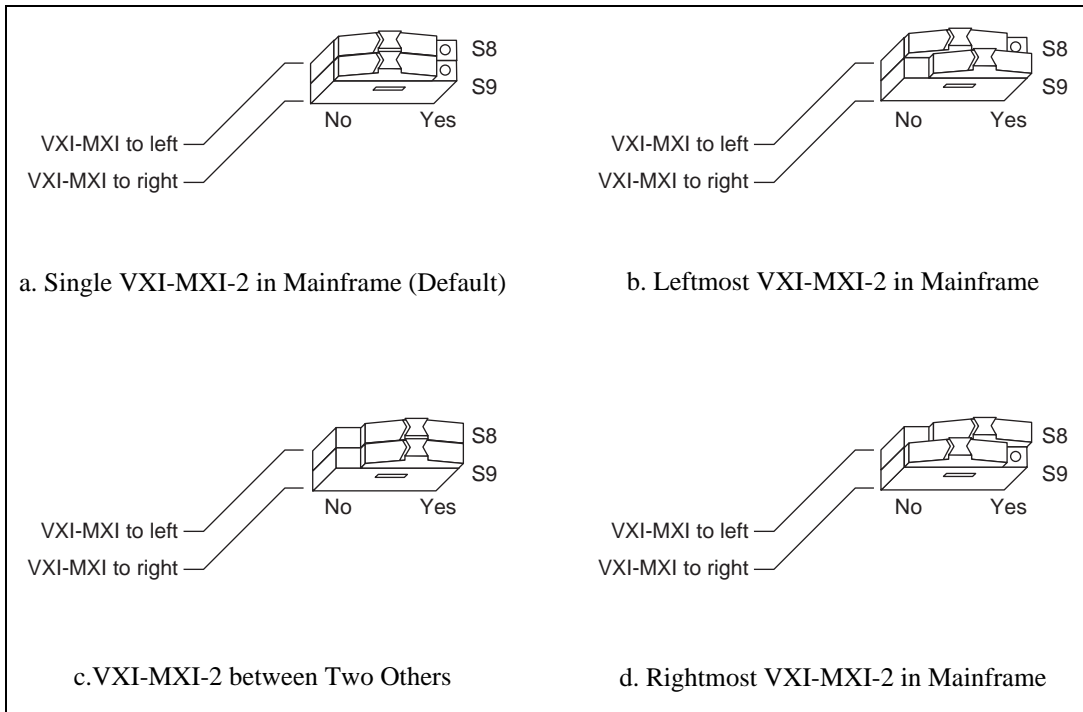 S8
S9
No Yes
VXI-MXI to left
VXI-MXI to right
a. Single VXI-MXI-2 in Mainframe (Default)
S8
S9
No Yes
VXI-MXI to left
VXI-MXI to right
b. Leftmost VXI-MXI-2 in Mainframe
S8
S9
No Yes
VXI-MXI to left
VXI-MXI to right
c.VXI-MXI-2 between Two Others
S8
S9
No Yes
VXI-MXI to left
VXI-MXI to right
d. Rightmost VXI-MXI-2 in Mainframe